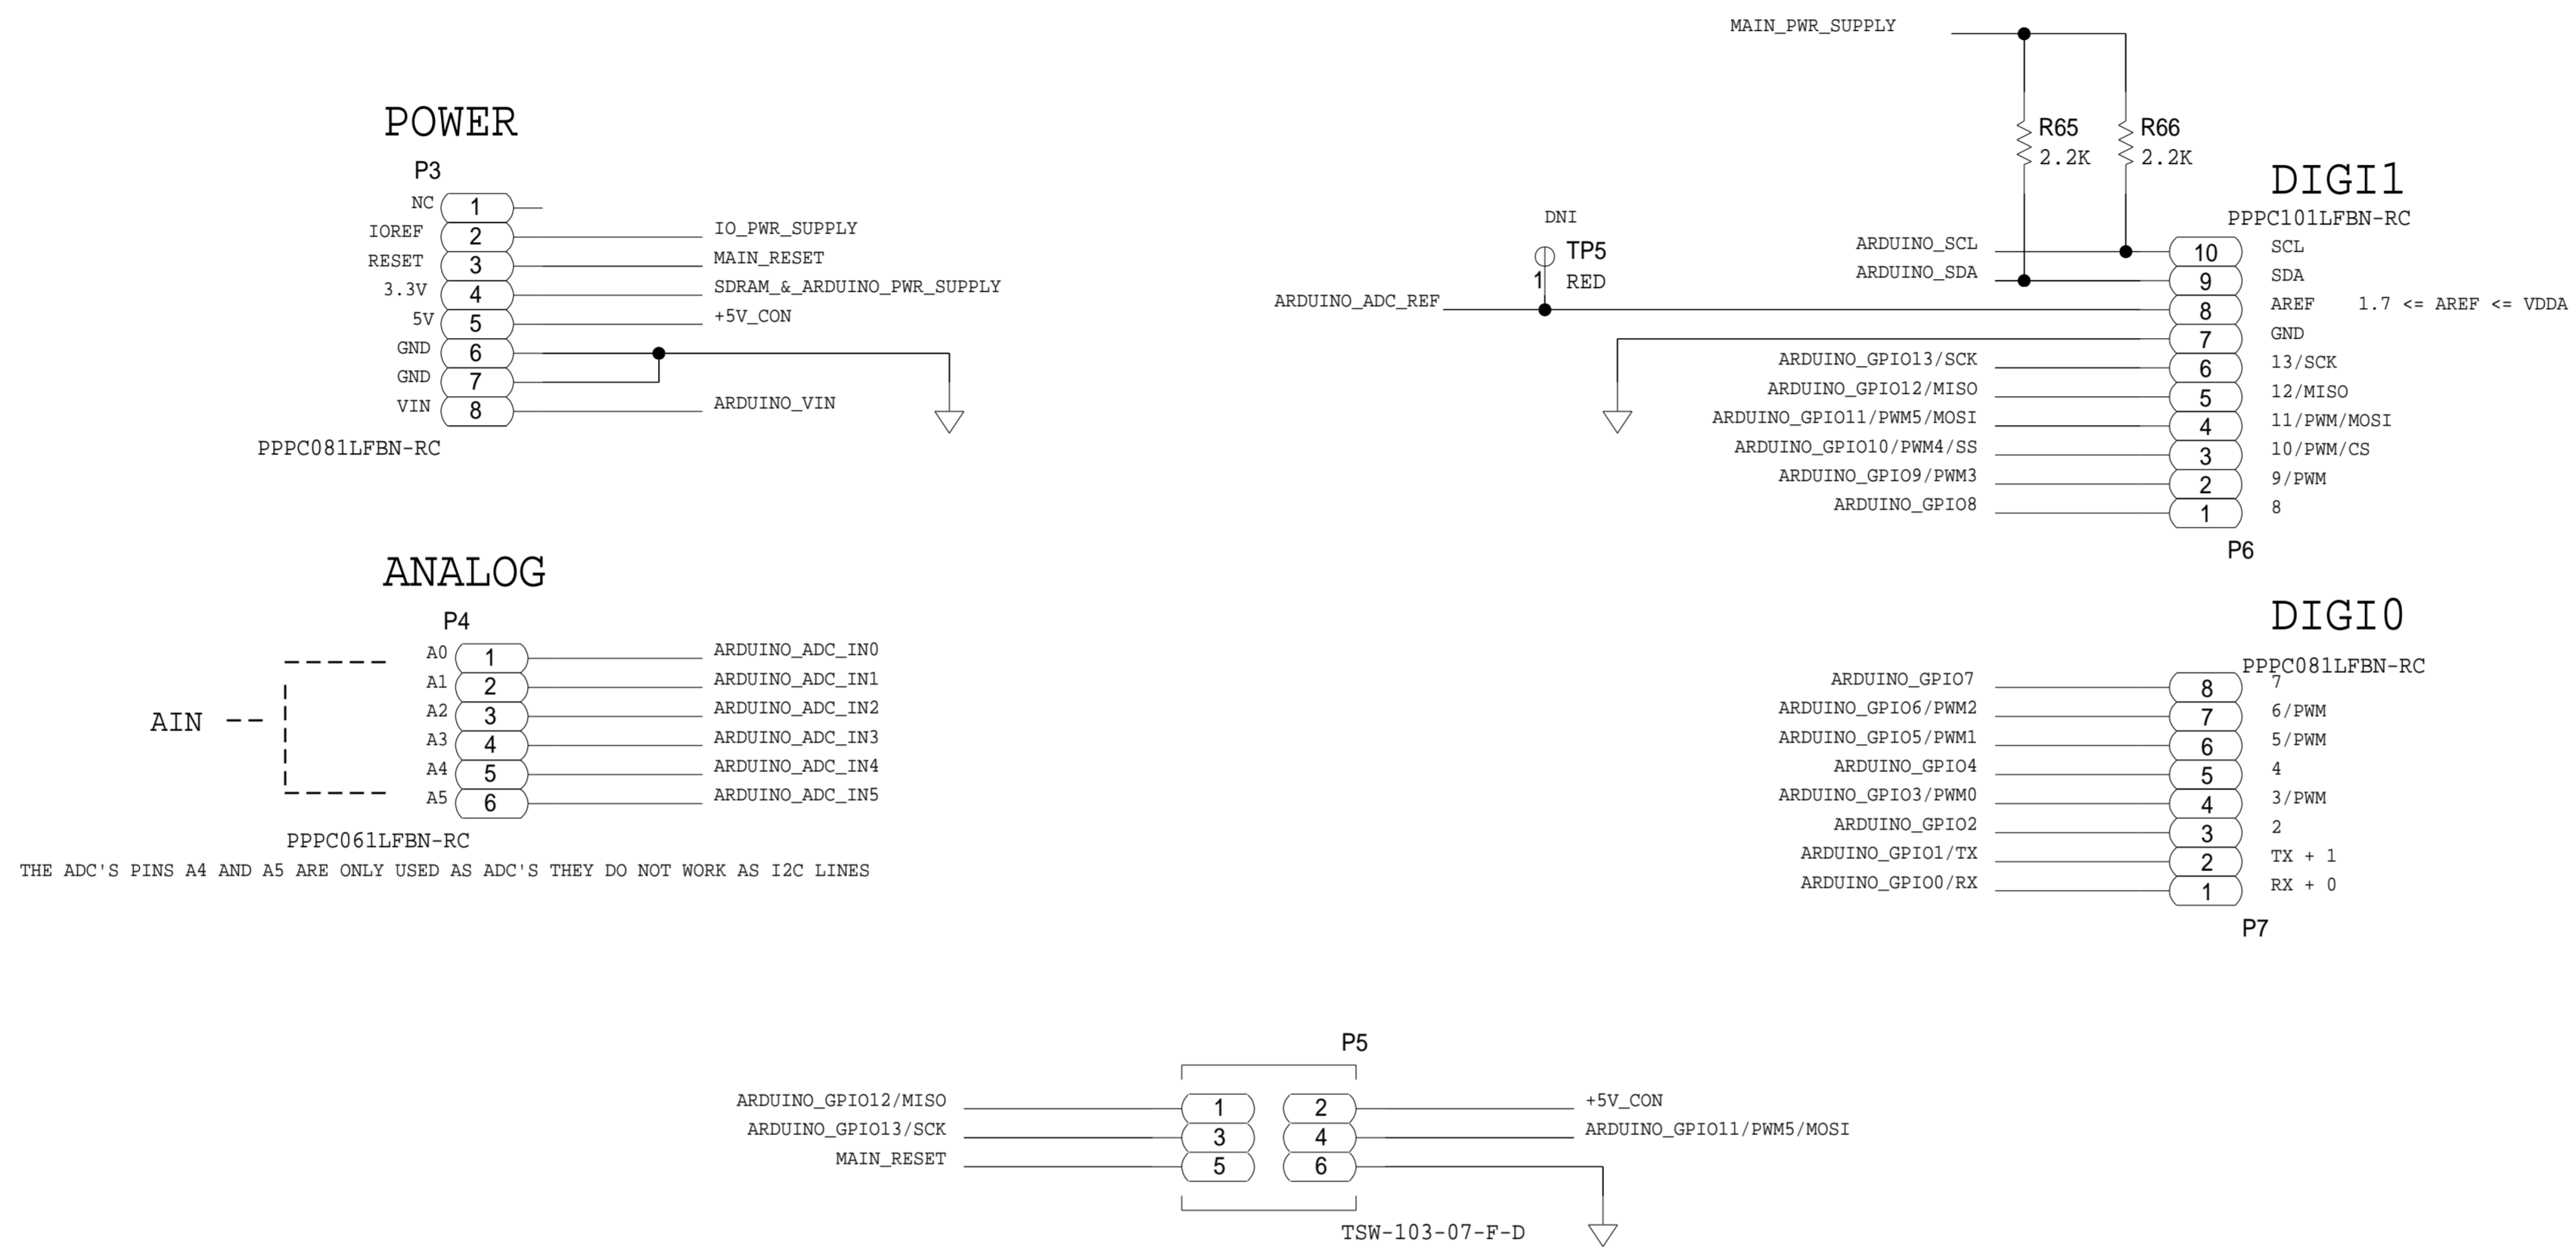 MAIN_PWR_SUPPLY
R65
2.2K
R66
2.2K
POWER
P3
NC 1
IOREF 2 IO_PWR_SUPPLY
RESET 3 MAIN_RESET
3.3V 4 SDRAM_&_ARDUINO_PWR_SUPPLY
5V 5 +5V_CON
GND 6
GND 7
VIN 8 ARDUINO_VIN
PPPC081LFBN-RC
DIGI1
PPPC101LFBN-RC
DNI
TP5
1 RED
ARDUINO_SCL 10 SCL
ARDUINO_SDA 9 SDA
ARDUINO_ADC_REF 8 AREF 1.7 <= AREF <= VDDA
7 GND
ARDUINO_GPIO13/SCK 6 13/SCK
ARDUINO_GPIO12/MISO 5 12/MISO
ARDUINO_GPIO11/PWM5/MOSI 4 11/PWM/MOSI
ARDUINO_GPIO10/PWM4/SS 3 10/PWM/CS
ARDUINO_GPIO9/PWM3 2 9/PWM
ARDUINO_GPIO8 1 8
P6
ANALOG
P4
A0 1 ARDUINO_ADC_IN0
A1 2 ARDUINO_ADC_IN1
A2 3 ARDUINO_ADC_IN2
AIN
A3 4 ARDUINO_ADC_IN3
A4 5 ARDUINO_ADC_IN4
A5 6 ARDUINO_ADC_IN5
PPPC061LFBN-RC
THE ADC'S PINS A4 AND A5 ARE ONLY USED AS ADC'S THEY DO NOT WORK AS I2C LINES
DIGI0
PPPC081LFBN-RC
ARDUINO_GPIO7 8 7
ARDUINO_GPIO6/PWM2 7 6/PWM
ARDUINO_GPIO5/PWM1 6 5/PWM
ARDUINO_GPIO4 5 4
ARDUINO_GPIO3/PWM0 4 3/PWM
ARDUINO_GPIO2 3 2
ARDUINO_GPIO1/TX 2 TX + 1
ARDUINO_GPIO0/RX 1 RX + 0
P7
P5
ARDUINO_GPIO12/MISO 1 2 +5V_CON
ARDUINO_GPIO13/SCK 3 4 ARDUINO_GPIO11/PWM5/MOSI
MAIN_RESET 5 6
TSW-103-07-F-D